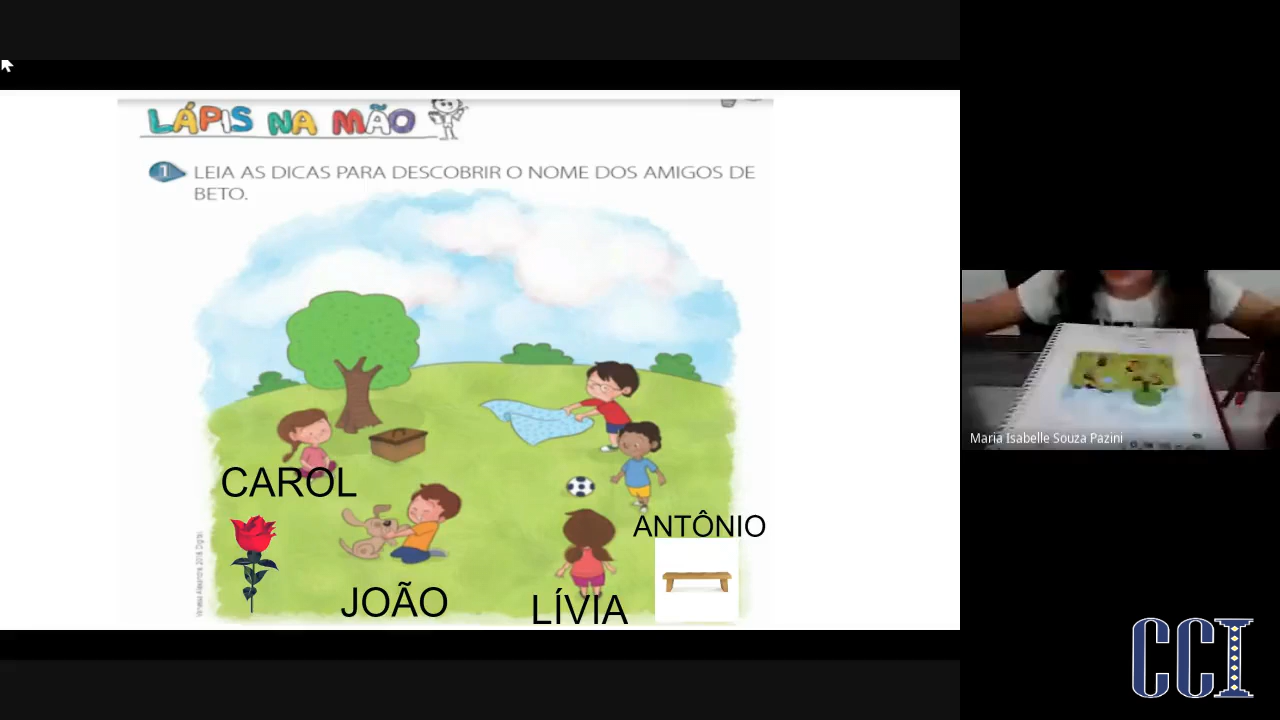 LÁPIS NA MÃO
1 LEIA AS DICAS PARA DESCOBRIR O NOME DOS AMIGOS DE
BETO.
CAROL
ANTÔNIO
JOÃO
LÍVIA
Maria Isabelle Souza Pazini
CCI